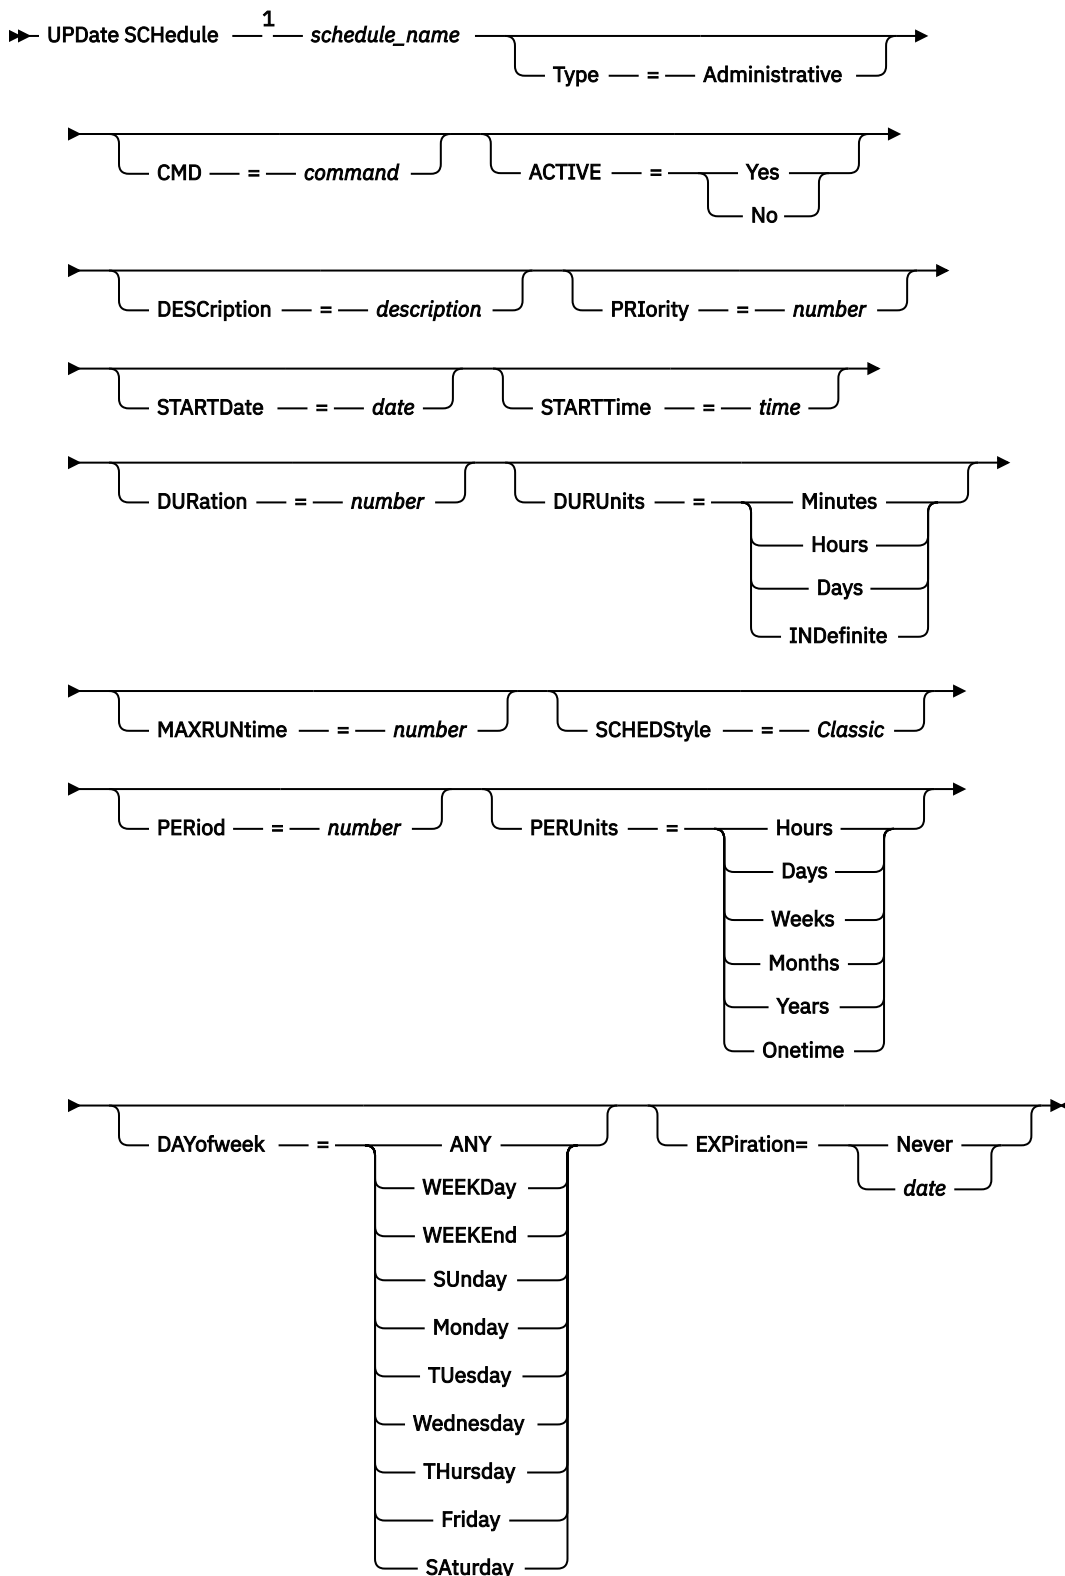 1
UPDate SCHedule schedule_name
Type = Administrative
CMD = command ACTIVE = Yes
No
DESCription = description PRIority = number
STARTDate = date STARTTime = time
DURation = number DURUnits = Minutes
Hours
Days
INDefinite
MAXRUNtime = number SCHEDStyle = Classic
PERiod = number PERUnits = Hours
Days
Weeks
Months
Years
Onetime
DAYofweek = ANY EXPiration= Never
WEEKDay date
WEEKEnd
SUnday
Monday
TUesday
Wednesday
THursday
Friday
SAturday